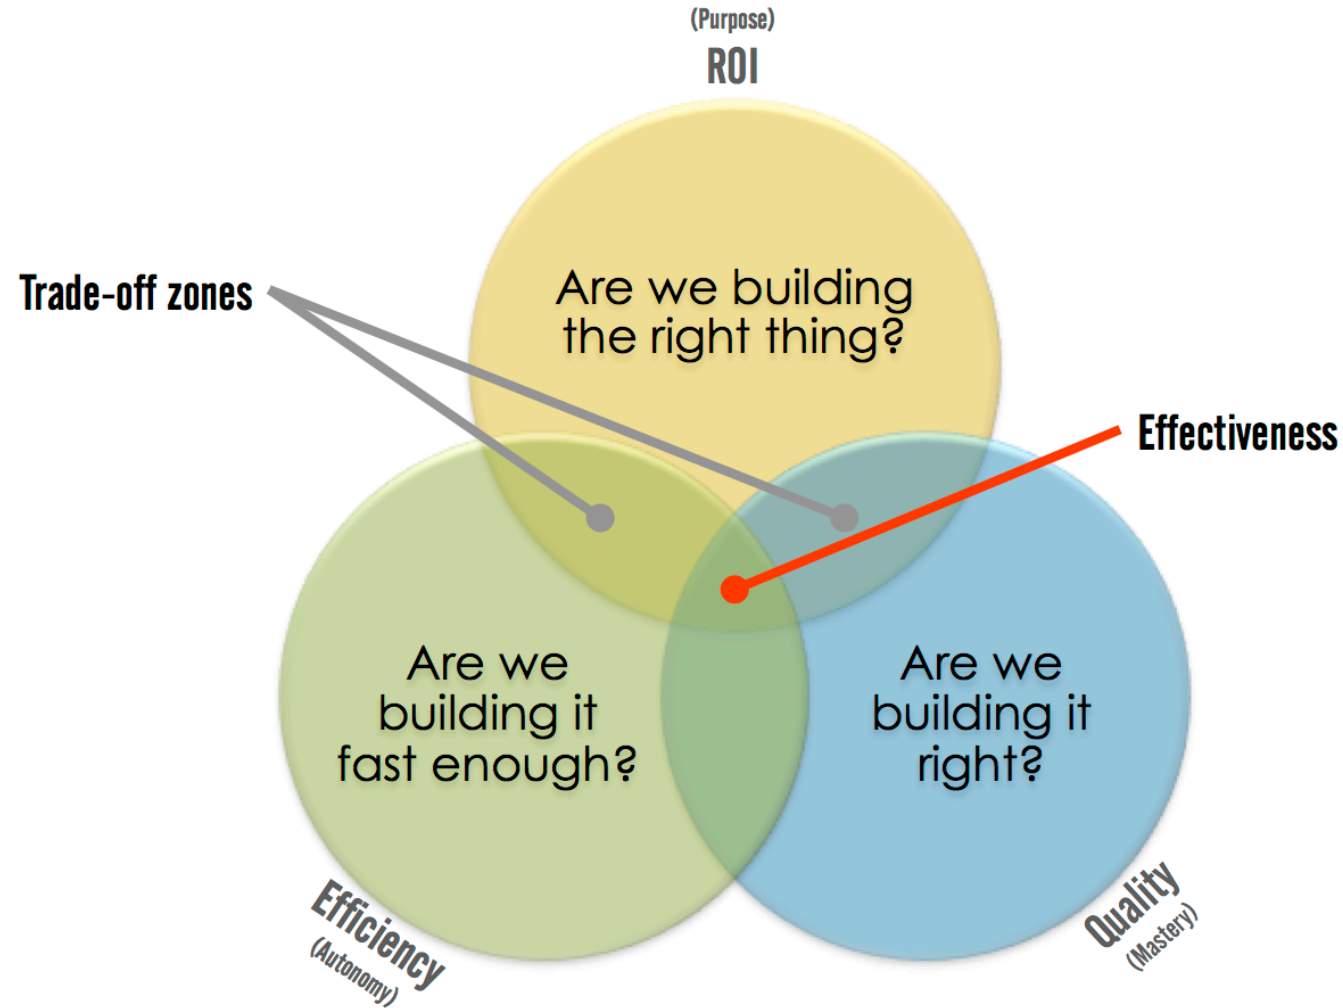 (Purpose)
ROI
Trade-off zones
Are we building
the right thing?
Effectiveness
Are we
building it
fast enough?
Are we
building it
right?
Efficiency
(Autonomy)
Quality
(Mastery)